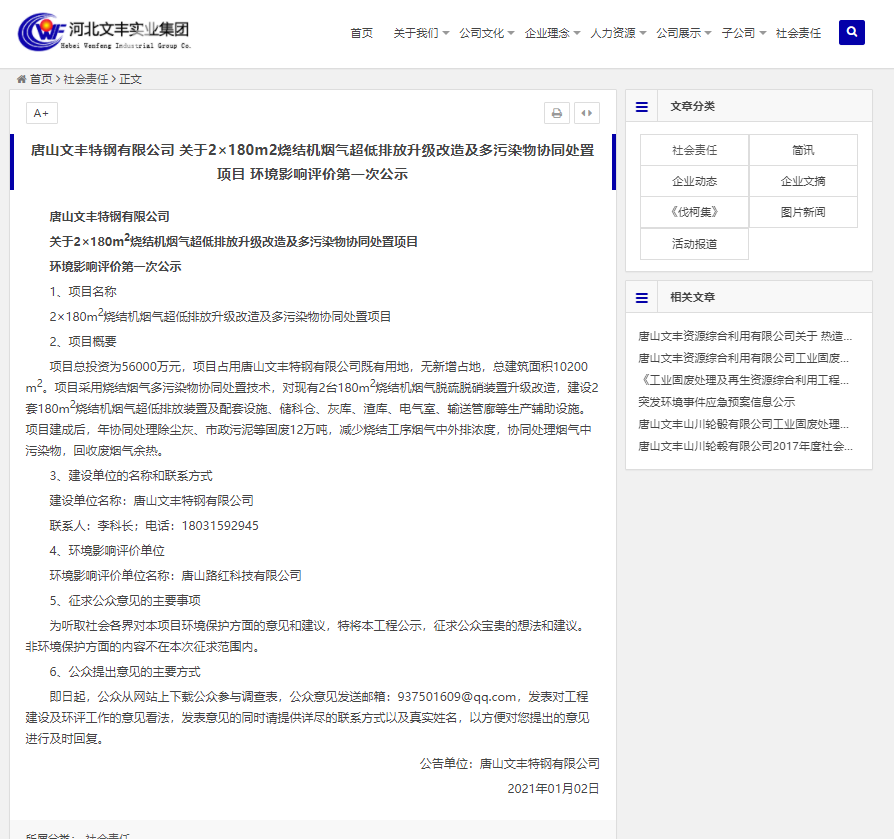 河北文丰实业集团
Hebei Wenfeng Industrial Group Co.
首页 关于我们 公司文化 企业理念 人力资源 公司展示 子公司 社会责任
首页 > 社会责任 > 正文
A+
唐山文丰特钢有限公司 关于2×180m2烧结机烟气超低排放升级改造及多污染物协同处置
项目 环境影响评价第一次公示
唐山文丰特钢有限公司
关于2×180m²烧结机烟气超低排放升级改造及多污染物协同处置项目
环境影响评价第一次公示
1、项目名称
2×180m²烧结机烟气超低排放升级改造及多污染物协同处置项目
2、项目概要
项目总投资为56000万元，项目占用唐山文丰特钢有限公司既有用地，无新增占地，总建筑面积10200
m²。项目采用烧结烟气多污染物协同处置技术，对现有2台180m²烧结机烟气脱硫脱硝装置升级改造，建设2
套180m²烧结机烟气超低排放装置及配套设施、储料仓、灰库、渣库、电气室、输送管廊等生产辅助设施。
项目建成后，年协同处理除尘灰、市政污泥等固废12万吨，减少烧结工序烟气中外排浓度，协同处理烟气中
污染物，回收废烟气余热。
3、建设单位的名称和联系方式
建设单位名称：唐山文丰特钢有限公司
联系人：李科长；电话：18031592945
4、环境影响评价单位
环境影响评价单位名称：唐山路红科技有限公司
5、征求公众意见的主要事项
为听取社会各界对本项目环境保护方面的意见和建议，特将本工程公示，征求公众宝贵的想法和建议。
非环境保护方面的内容不在本次征求范围内。
6、公众提出意见的主要方式
即日起，公众从网站上下载公众参与调查表，公众意见发送邮箱：937501609@qq.com，发表对工程
建设及环评工作的意见看法，发表意见的同时请提供详尽的联系方式以及真实姓名，以方便对您提出的意见
进行及时回复。
公告单位：唐山文丰特钢有限公司
2021年01月02日
所属分类： 社会责任
文章分类
社会责任 简讯
企业动态 企业文摘
《伐柯集》 图片新闻
活动报道
相关文章
唐山文丰资源综合利用有限公司关于 热造...
唐山文丰资源综合利用有限公司工业固废...
《工业固废处理及再生资源综合利用工程...
突发环境事件应急预案信息公示
唐山文丰山川轮毂有限公司工业固废处理...
唐山文丰山川轮毂有限公司2017年度社会...